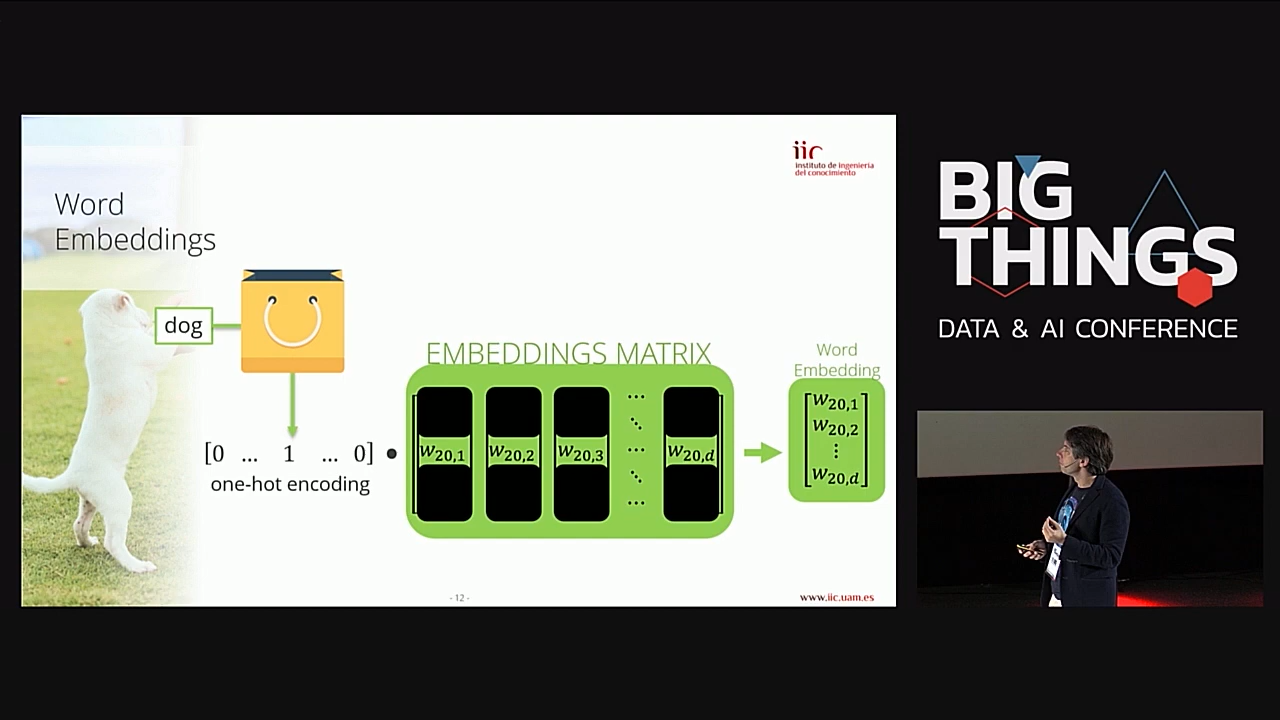 iic
instituto de ingeniería
del conocimiento
Word
Embeddings
dog
EMBEDDINGS MATRIX
Word
Embedding
[0 ... 1 ... 0] •
one-hot encoding
w20,1 w20,2 w20,3 ... w20,d
w20,1
w20,2
⋮
w20,d
- 12 -
www.iic.uam.es
BIG
THINGS
DATA & AI CONFERENCE